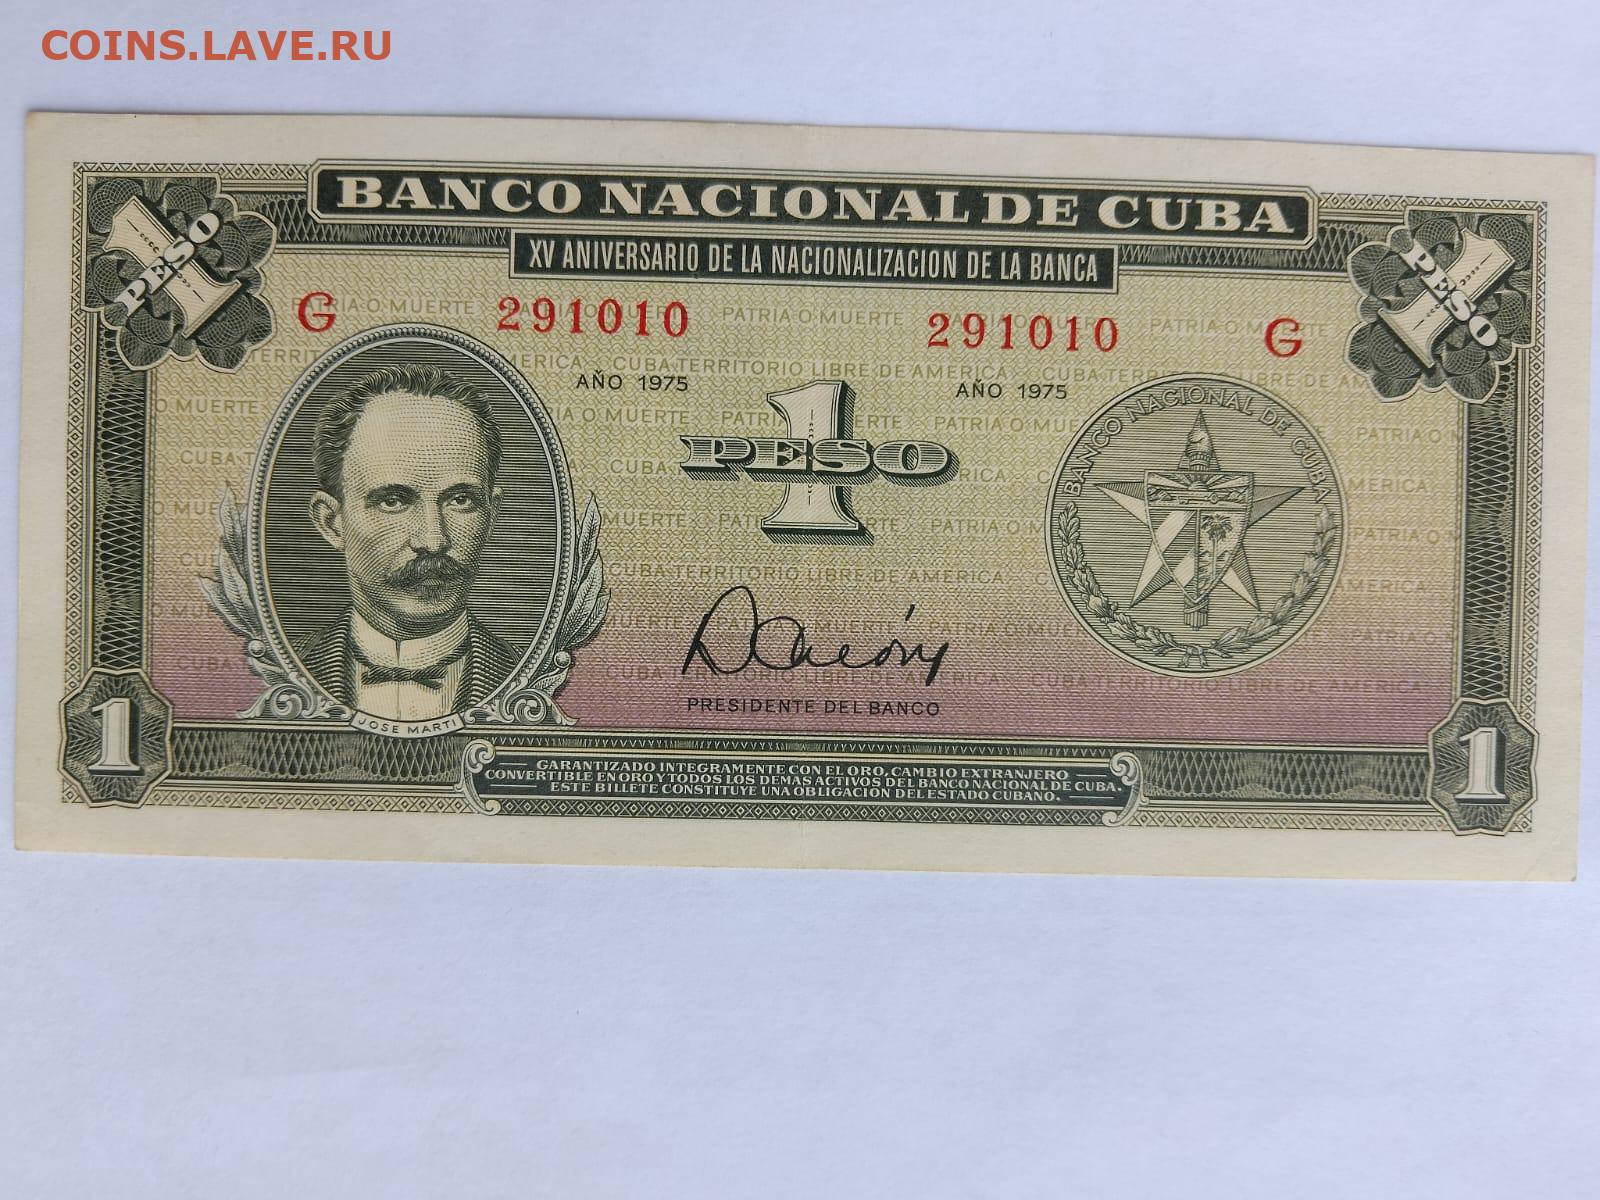 COINS.LAVE.RU
BANCO NACIONAL DE CUBA
XV ANIVERSARIO DE LA NACIONALIZACION DE LA BANCA
1 PESO
1 PESO
G 291010
291010 G
AÑO 1975
AÑO 1975
PATRIA O MUERTE
CUBA TERRITORIO LIBRE DE AMERICA
1
PESO
BANCO NACIONAL DE CUBA
PRESIDENTE DEL BANCO
JOSE MARTI
1
1
GARANTIZADO INTEGRAMENTE CON EL ORO, CAMBIO EXTRANJERO
CONVERTIBLE EN ORO Y TODOS LOS DEMAS ACTIVOS DEL BANCO NACIONAL DE CUBA.
ESTE BILLETE CONSTITUYE UNA OBLIGACION DEL ESTADO CUBANO.